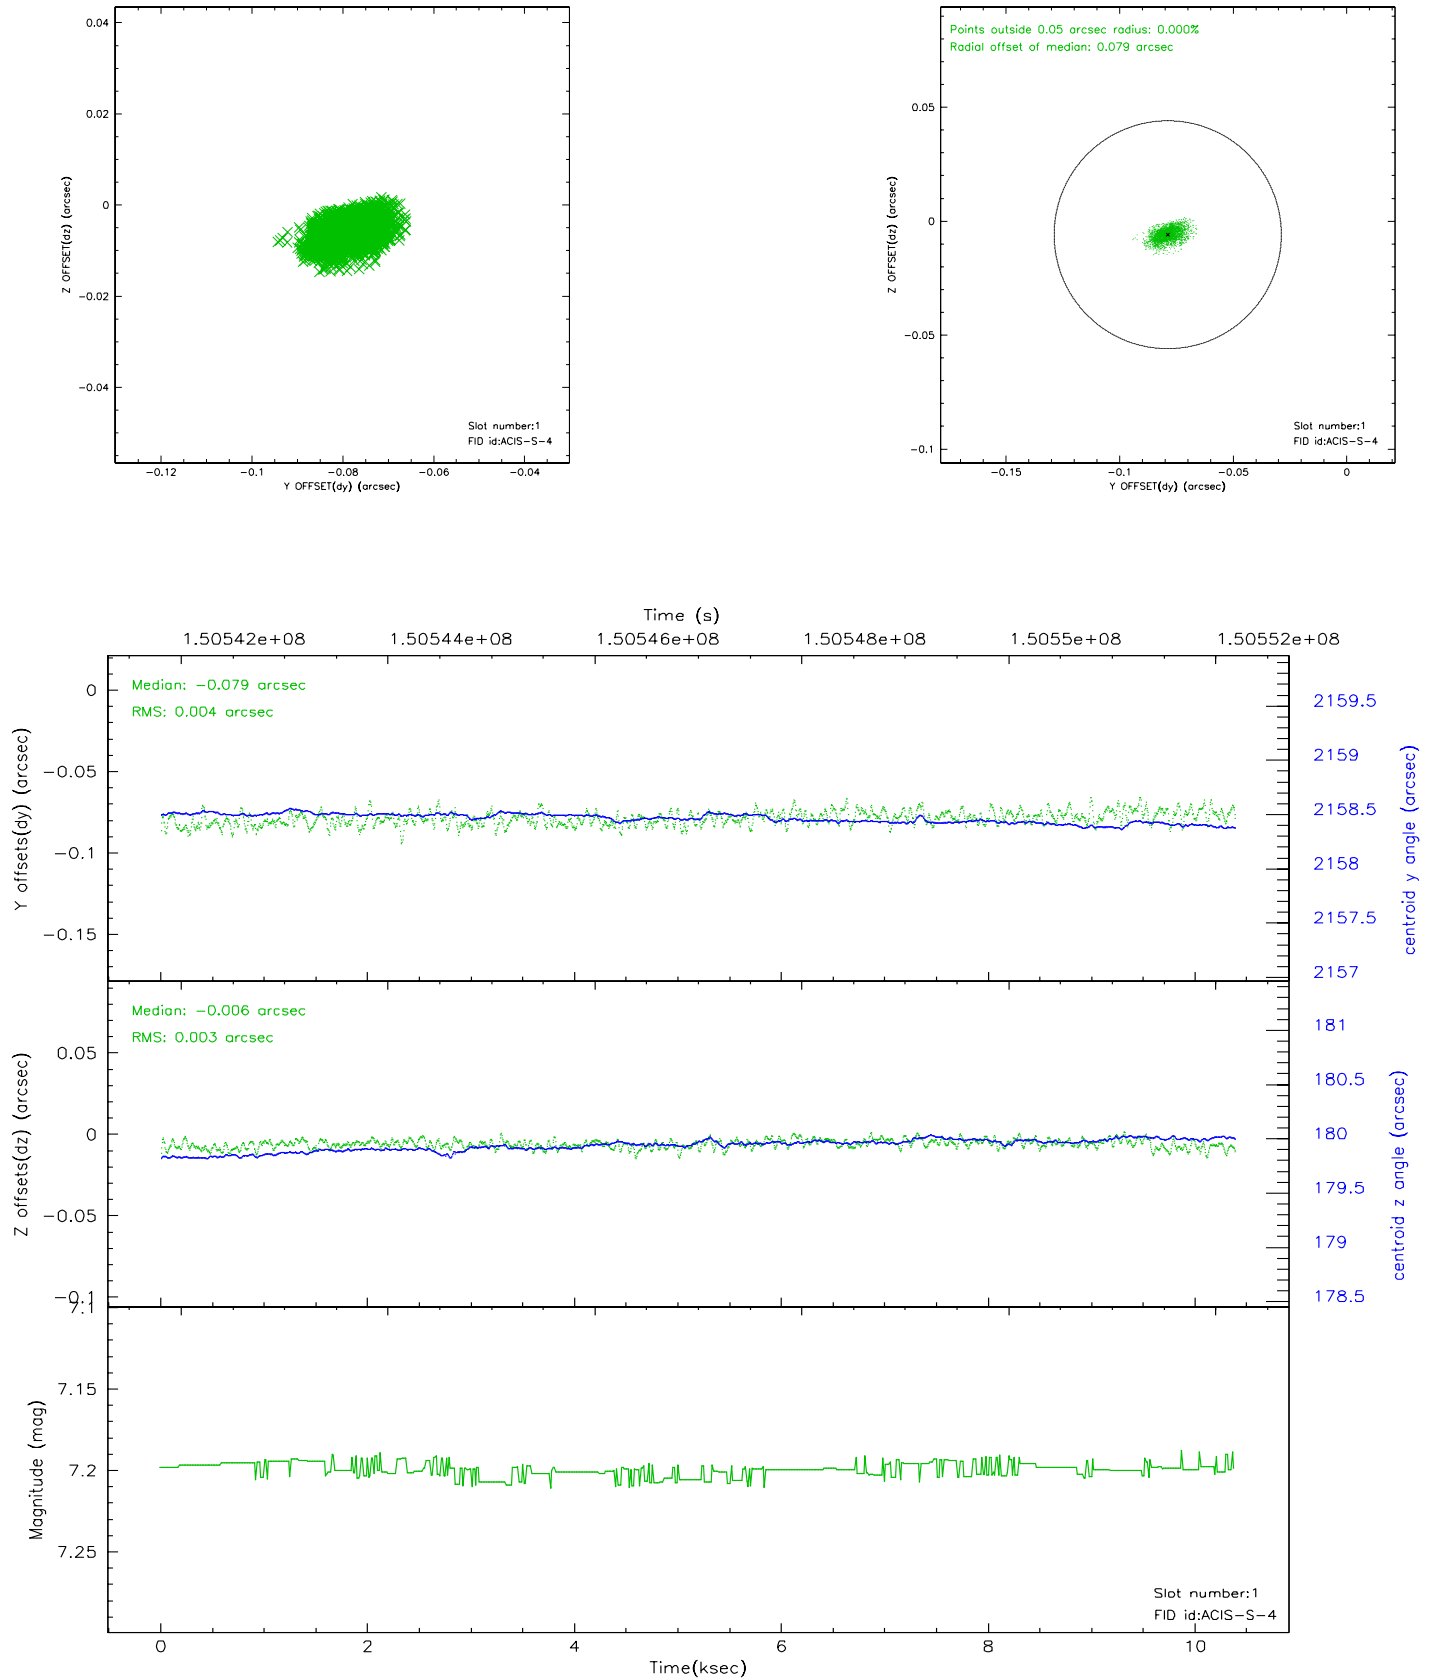 0.04
0.02
0
−0.02
−0.04
Z OFFSET(dz) (arcsec)
Slot number:1
FID id:ACIS−S−4
−0.12
−0.1
−0.08
−0.06
−0.04
Y OFFSET(dy) (arcsec)
Points outside 0.05 arcsec radius: 0.000%
Radial offset of median: 0.079 arcsec
0.05
0
−0.05
−0.1
Z OFFSET(dz) (arcsec)
Slot number:1
FID id:ACIS−S−4
−0.15
−0.1
−0.05
0
Y OFFSET(dy) (arcsec)
Time (s)
1.50542e+08
1.50544e+08
1.50546e+08
1.50548e+08
1.5055e+08
1.50552e+08
Median: −0.079 arcsec
RMS: 0.004 arcsec
0
−0.05
−0.1
−0.15
Y offsets(dy) (arcsec)
2159.5
2159
2158.5
2158
2157.5
2157
centroid y angle (arcsec)
Median: −0.006 arcsec
RMS: 0.003 arcsec
0.05
0
−0.05
−0.1
Z offsets(dz) (arcsec)
181
180.5
180
179.5
179
178.5
centroid z angle (arcsec)
7.1
7.15
7.2
7.25
Magnitude (mag)
Slot number:1
FID id:ACIS−S−4
0
2
4
6
8
10
Time(ksec)